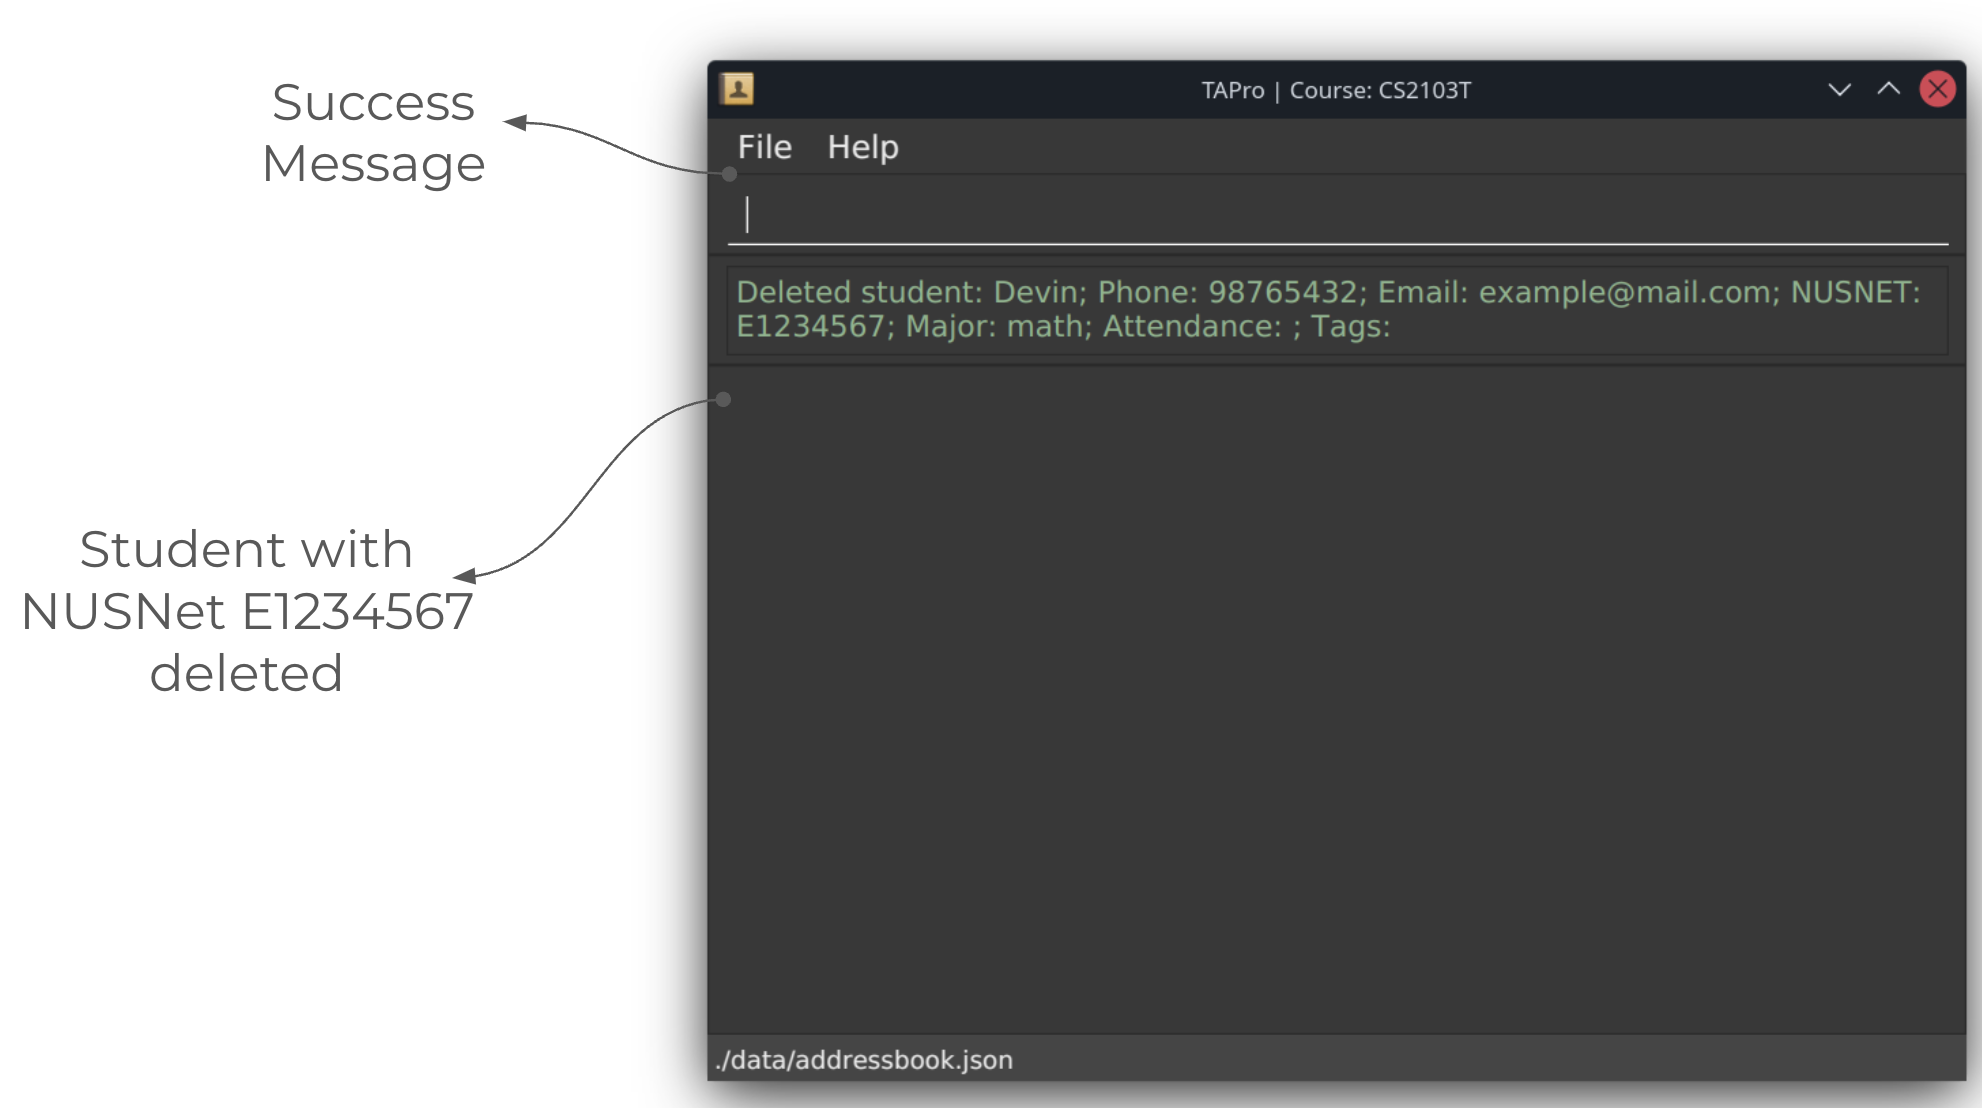 Success
Message
Student with
NUSNet E1234567
deleted
TAPro | Course: CS2103T
File Help
Deleted student: Devin; Phone: 98765432; Email: example@mail.com; NUSNET:
E1234567; Major: math; Attendance: ; Tags:
./data/addressbook.json